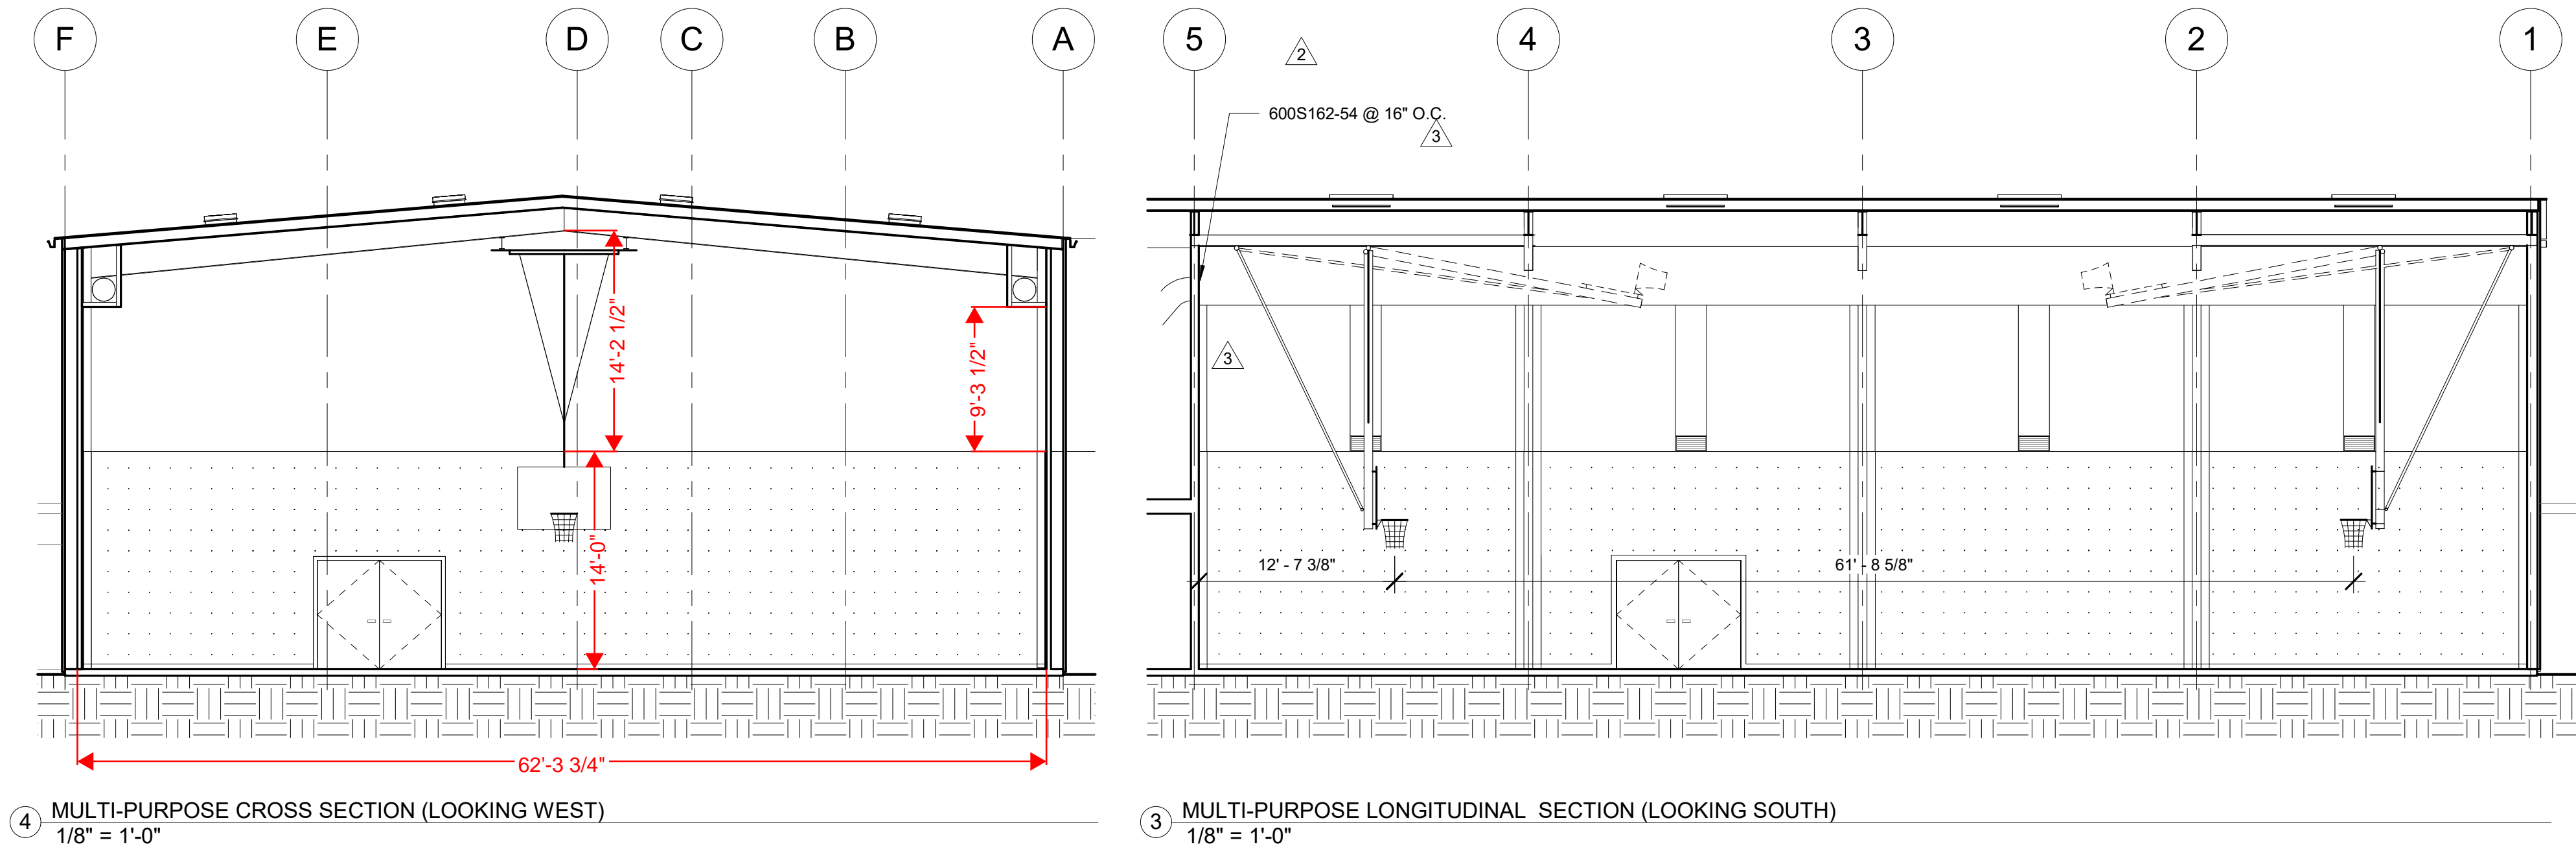 F E D C B A 5 4 3 2 1
2
600S162-54 @ 16" O.C.
3
14'-2 1/2"
9'-3 1/2"
3
14'-0"
12' - 7 3/8"
61' - 8 5/8"
62'-3 3/4"
4 MULTI-PURPOSE CROSS SECTION (LOOKING WEST)
1/8" = 1'-0"
3 MULTI-PURPOSE LONGITUDINAL SECTION (LOOKING SOUTH)
1/8" = 1'-0"